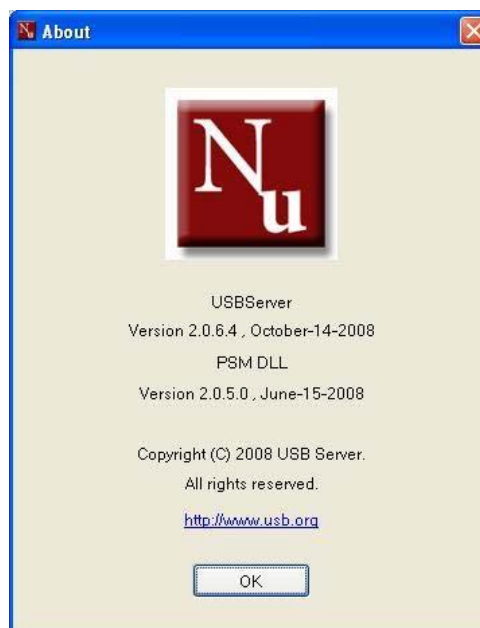 About
Nu
USBServer
Version 2.0.6.4 , October-14-2008
PSM DLL
Version 2.0.5.0 , June-15-2008
Copyright (C) 2008 USB Server.
All rights reserved.
http://www.usb.org
OK